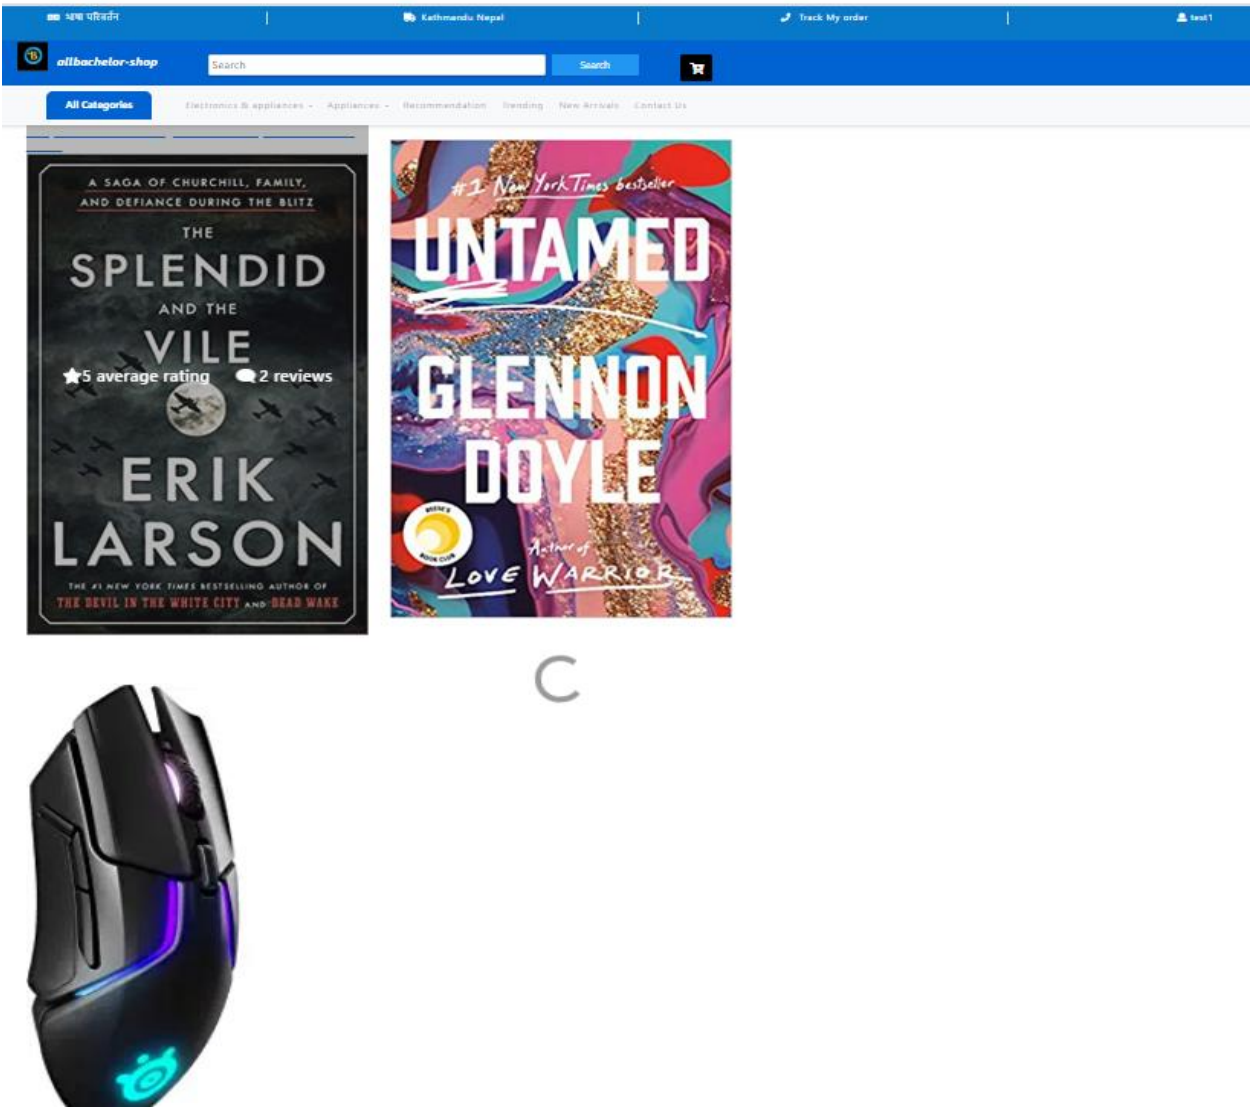 भाषा परिवर्तन
Kathmandu Nepal
Track My order
test1
B
allbachelor-shop
Search
Search
All Categories
Electronics & appliances
Appliances
Recommendation
Trending
New Arrivals
Contact Us
A SAGA OF CHURCHILL, FAMILY,
AND DEFIANCE DURING THE BLITZ
THE
SPLENDID
AND THE
VILE
5 average rating
2 reviews
ERIK
LARSON
THE #1 NEW YORK TIMES BESTSELLING AUTHOR OF
THE DEVIL IN THE WHITE CITY AND DEAD WAKE
#1 New York Times bestseller
UNTAMED
GLENNON
DOYLE
REESE'S
BOOK CLUB
Author of
LOVE WARRIOR